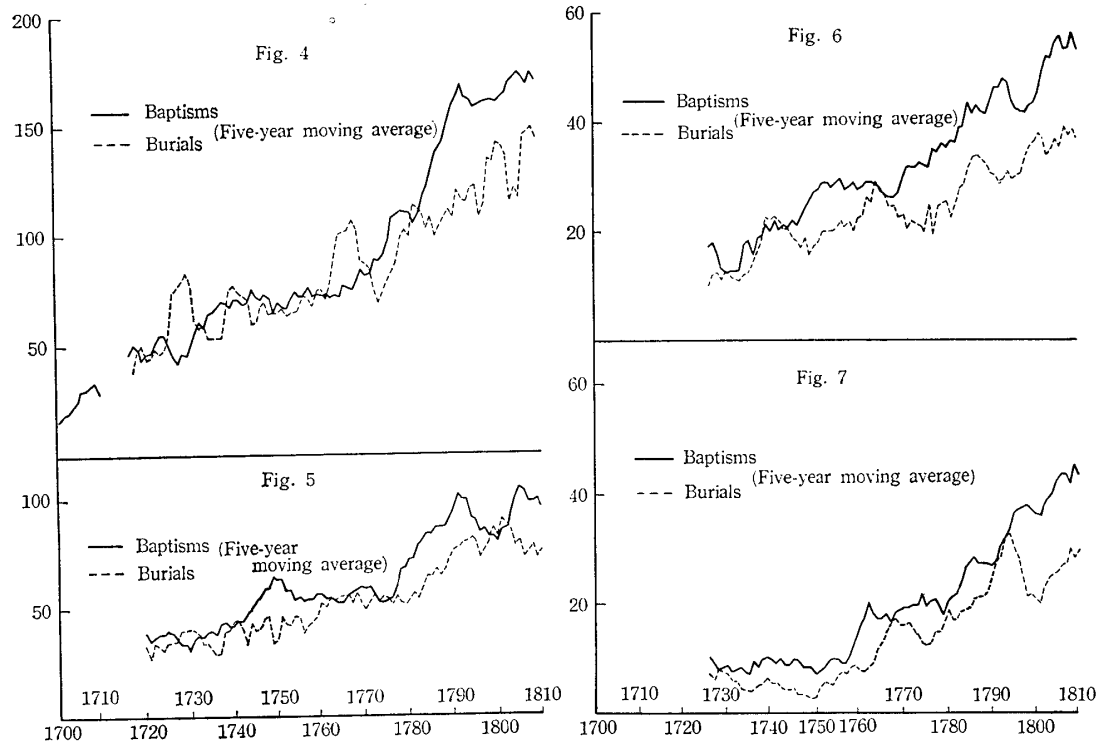 200
150
100
50
Fig. 4
Baptisms
(Five-year moving average)
Burials
100
50
0
Fig. 5
Baptisms (Five-year
Burials moving average)
1710 1730 1750 1770 1790 1810
1700 1720 1740 1760 1780 1800
60
40
20
Fig. 6
Baptisms
(Five-year moving average)
Burials
60
40
20
Fig. 7
Baptisms
(Five-year moving average)
Burials
1710 1730 1770 1790 1810
1700 1720 1740 1750 1760 1780 1800